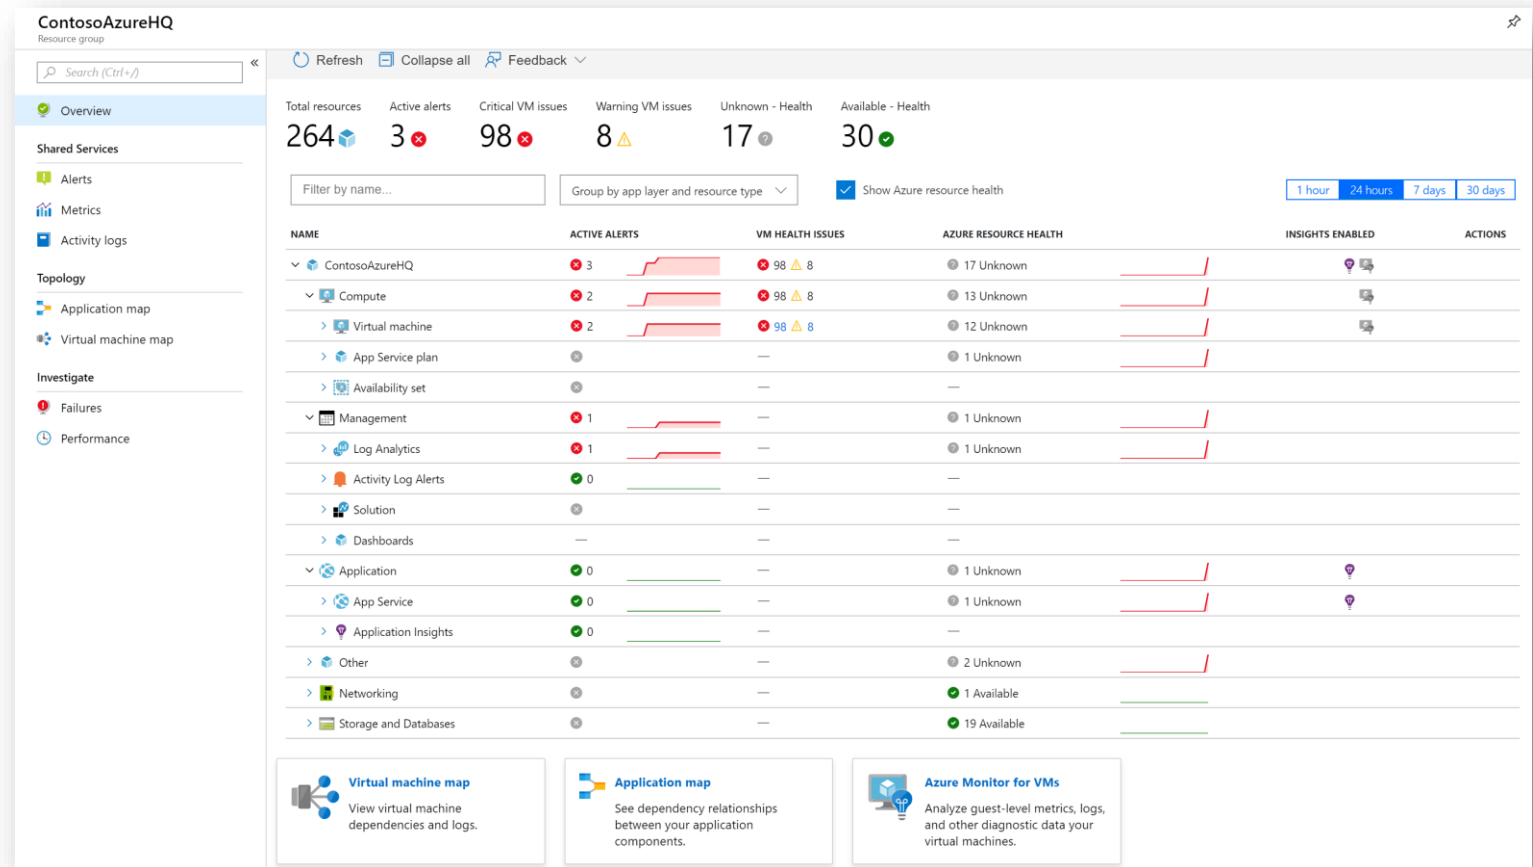 ContosoAzureHQ
Resource group
Search (Ctrl+/)
«
Refresh Collapse all Feedback
Overview
Shared Services
Alerts
Metrics
Activity logs
Topology
Application map
Virtual machine map
Investigate
Failures
Performance
Total resources Active alerts Critical VM issues Warning VM issues Unknown - Health Available - Health
264 3 98 8 17 30
Filter by name... Group by app layer and resource type Show Azure resource health 1 hour 24 hours 7 days 30 days
NAME ACTIVE ALERTS VM HEALTH ISSUES AZURE RESOURCE HEALTH INSIGHTS ENABLED ACTIONS
ContosoAzureHQ 3 98 8 17 Unknown
Compute 2 98 8 13 Unknown
Virtual machine 2 98 8 12 Unknown
App Service plan — 1 Unknown
Availability set — —
Management 1 — 1 Unknown
Log Analytics 1 — 1 Unknown
Activity Log Alerts 0 — —
Solution — —
Dashboards — — —
Application 0 — 1 Unknown
App Service 0 — 1 Unknown
Application Insights 0 — —
Other — 2 Unknown
Networking — 1 Available
Storage and Databases — 19 Available
Virtual machine map
View virtual machine
dependencies and logs.
Application map
See dependency relationships
between your application
components.
Azure Monitor for VMs
Analyze guest-level metrics, logs,
and other diagnostic data your
virtual machines.